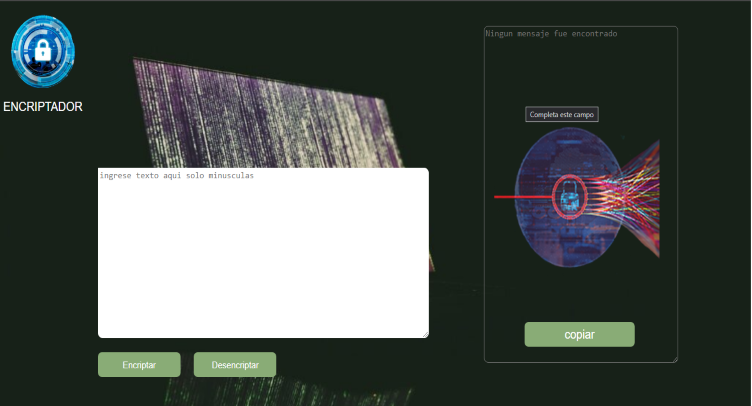 ENCRIPTADOR
ingrese texto aqui solo minusculas
Encriptar
Desencriptar
Ningun mensaje fue encontrado
Completa este campo
copiar